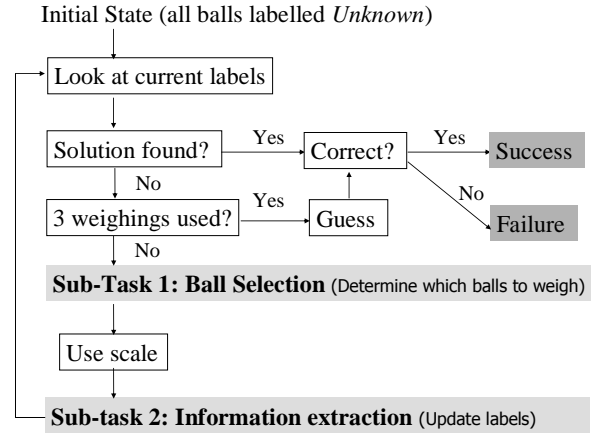 Initial State (all balls labelled Unknown)
Look at current labels
Solution found?
Yes
Correct?
Yes
Success
No
No
3 weighings used?
Yes
Guess
Failure
No
Sub-Task 1: Ball Selection (Determine which balls to weigh)
Use scale
Sub-task 2: Information extraction (Update labels)